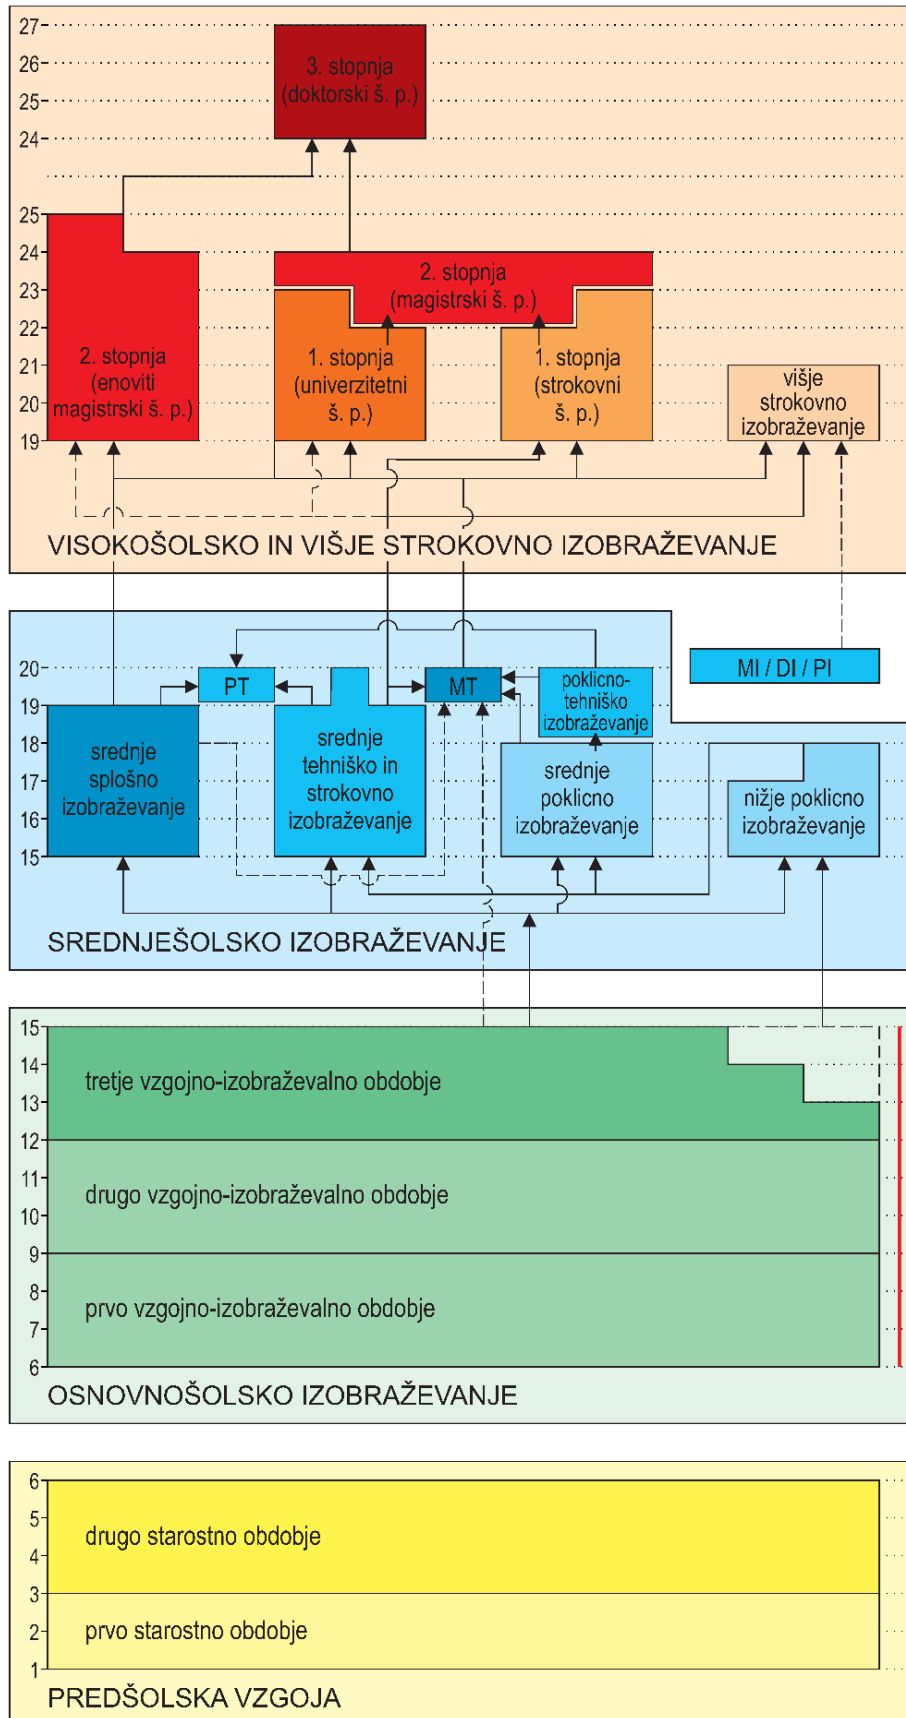 27
26
25
24
3. stopnja
(doktorski š. p.)
25
24
23
22
21
20
19
2. stopnja
(enoviti
magistrski š. p.)
2. stopnja
(magistrski š. p.)
1. stopnja
(univerzitetni
š. p.)
1. stopnja
(strokovni
š. p.)
višje
strokovno
izobraževanje
VISOKOŠOLSKO IN VIŠJE STROKOVNO IZOBRAŽEVANJE
MI / DI / PI
20
19
18
17
16
15
PT
MT
poklicno-
tehniško
izobraževanje
srednje
splošno
izobraževanje
srednje
tehniško in
strokovno
izobraževanje
srednje
poklicno
izobraževanje
nižje poklicno
izobraževanje
SREDNJEŠOLSKO IZOBRAŽEVANJE
15
14
13
12
11
10
9
8
7
6
tretje vzgojno-izobraževalno obdobje
drugo vzgojno-izobraževalno obdobje
prvo vzgojno-izobraževalno obdobje
OSNOVNOŠOLSKO IZOBRAŽEVANJE
6
5
4
3
2
1
drugo starostno obdobje
prvo starostno obdobje
PREDŠOLSKA VZGOJA